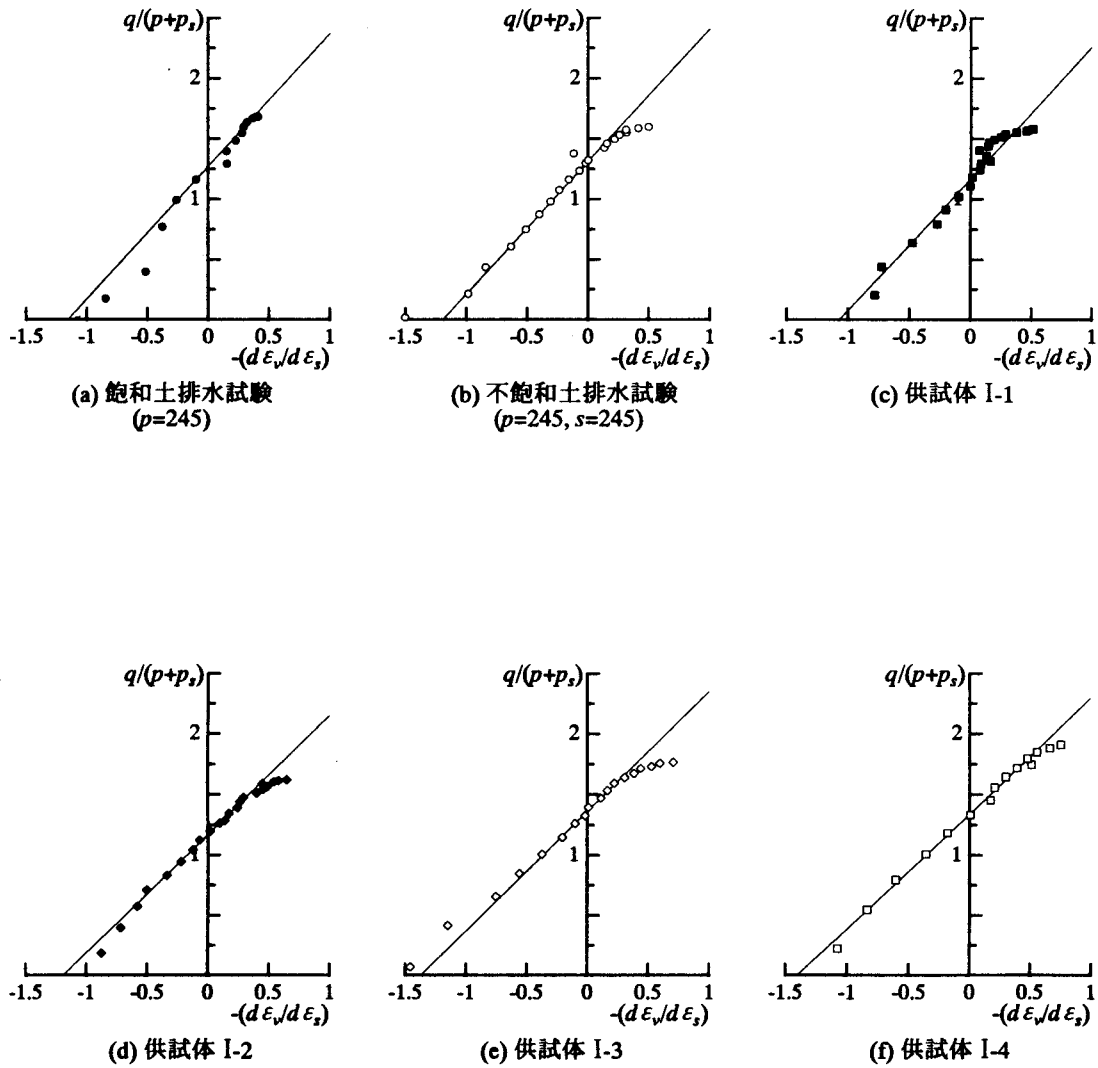 q/(p+pₛ)
2
1
-1.5 -1 -0.5 0 0.5 1
-(dεᵥ/dεₛ)
(a) 飽和土排水試験
(p=245)
q/(p+pₛ)
2
1
-1.5 -1 -0.5 0 0.5 1
-(dεᵥ/dεₛ)
(b) 不飽和土排水試験
(p=245, s=245)
q/(p+pₛ)
2
1
-1.5 -1 -0.5 0 0.5 1
-(dεᵥ/dεₛ)
(c) 供試体 I-1
q/(p+pₛ)
2
1
-1.5 -1 -0.5 0 0.5 1
-(dεᵥ/dεₛ)
(d) 供試体 I-2
q/(p+pₛ)
2
1
-1.5 -1 -0.5 0 0.5 1
-(dεᵥ/dεₛ)
(e) 供試体 I-3
q/(p+pₛ)
2
1
-1.5 -1 -0.5 0 0.5 1
-(dεᵥ/dεₛ)
(f) 供試体 I-4